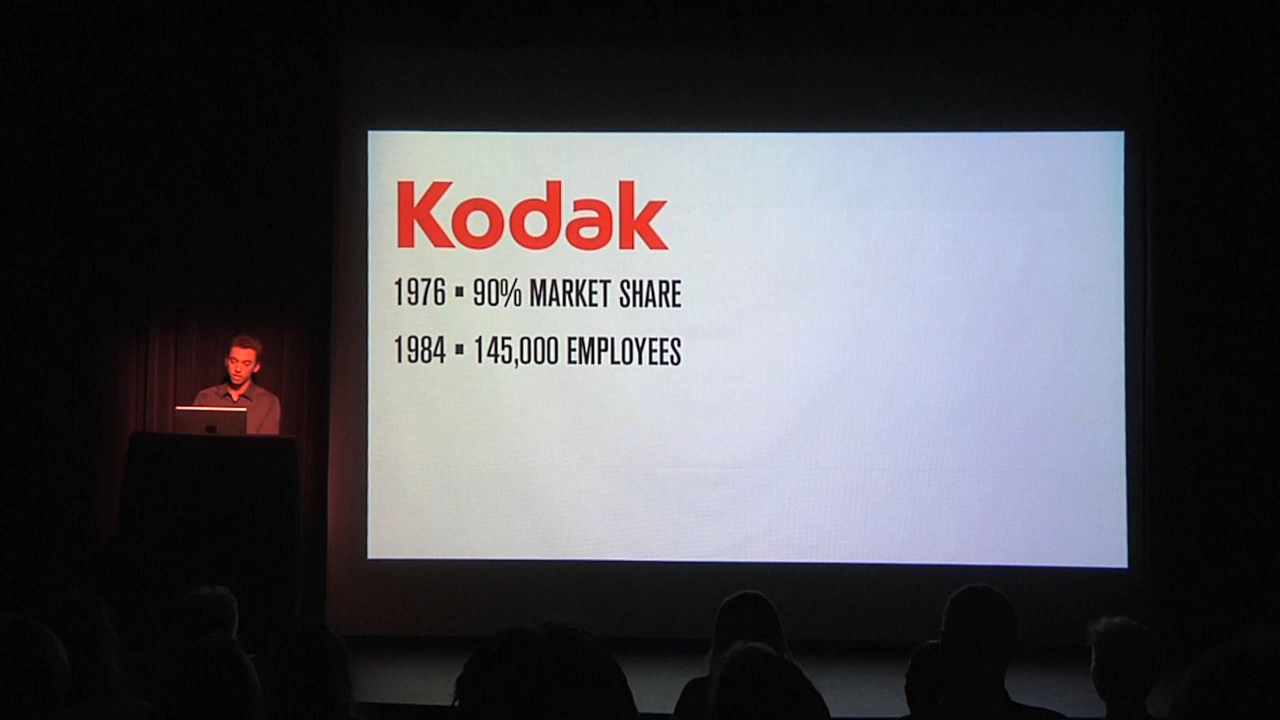 Kodak
1976 ▪ 90% MARKET SHARE
1984 ▪ 145,000 EMPLOYEES